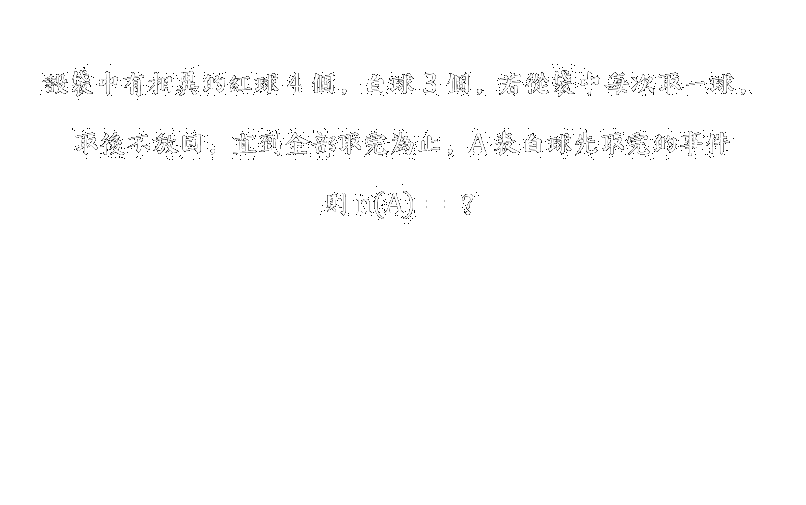 設袋中有相異的紅球 4 個，白球 3 個，若從袋中每次取一球，
取後不放回，直到全部取完為止，A 表白球先取完的事件
則 n(A) = ?